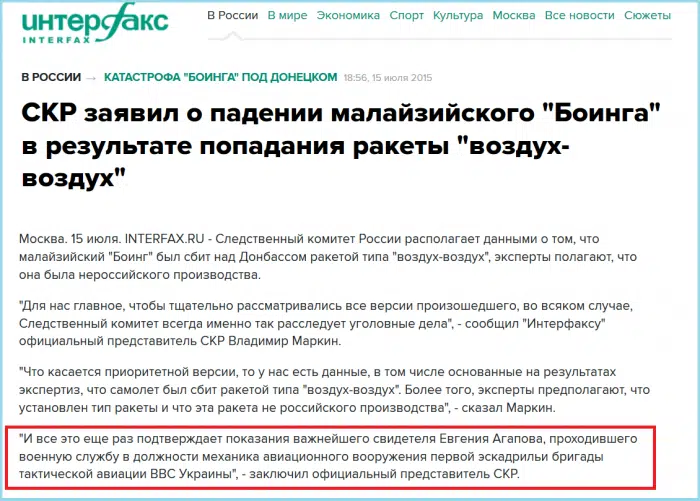 интерфакс
INTERFAX
В России В мире Экономика Спорт Культура Москва Все новости Сюжеты
В РОССИИ → КАТАСТРОФА "БОИНГА" ПОД ДОНЕЦКОМ 18:56, 15 июля 2015
СКР заявил о падении малайзийского "Боинга"
в результате попадания ракеты "воздух-
воздух"
Москва. 15 июля. INTERFAX.RU - Следственный комитет России располагает данными о том, что
малайзийский "Боинг" был сбит над Донбассом ракетой типа "воздух-воздух", эксперты полагают, что
она была нероссийского производства.
"Для нас главное, чтобы тщательно рассматривались все версии произошедшего, во всяком случае,
Следственный комитет всегда именно так расследует уголовные дела", - сообщил "Интерфаксу"
официальный представитель СКР Владимир Маркин.
"Что касается приоритетной версии, то у нас есть данные, в том числе основанные на результатах
экспертиз, что самолет был сбит ракетой типа "воздух-воздух". Более того, эксперты предполагают, что
установлен тип ракеты и что эта ракета не российского производства", - сказал Маркин.
"И все это еще раз подтверждает показания важнейшего свидетеля Евгения Агапова, проходившего
военную службу в должности механика авиационного вооружения первой эскадрильи бригады
тактической авиации ВВС Украины", - заключил официальный представитель СКР.